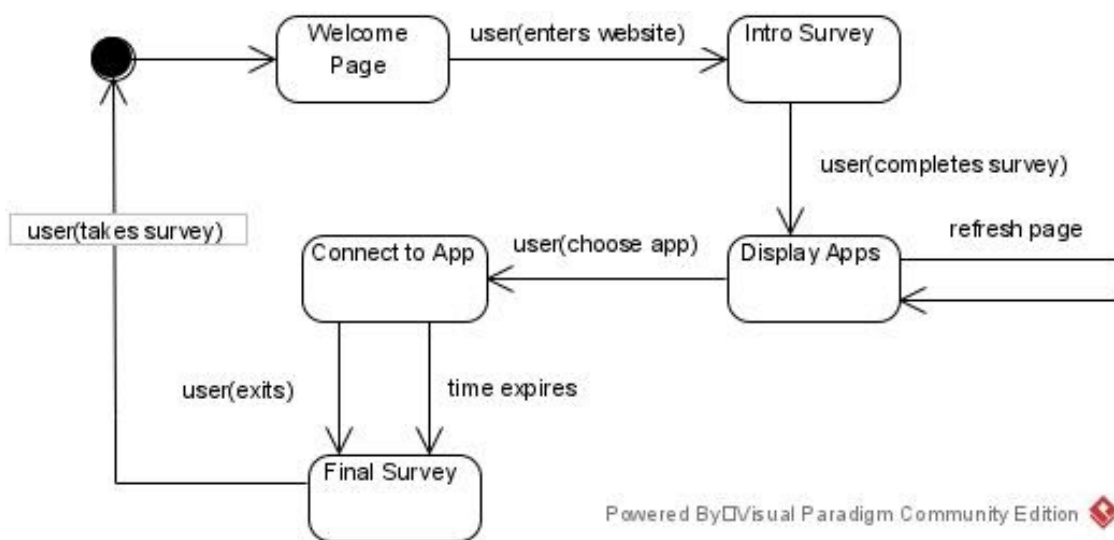 Welcome
Page
user(enters website)
Intro Survey
user(completes survey)
user(takes survey)
Connect to App
user(choose app)
Display Apps
refresh page
user(exits)
time expires
Final Survey
Powered By□Visual Paradigm Community Edition